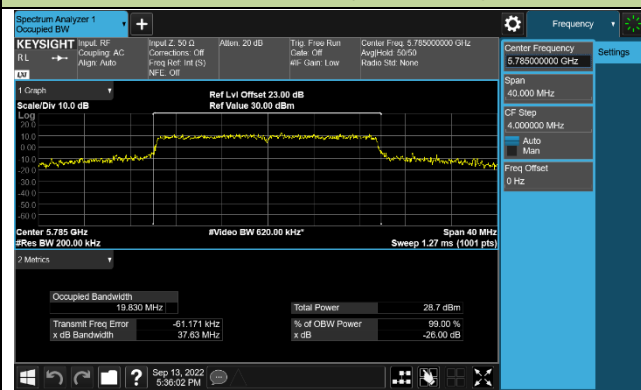 Spectrum Analyzer 1
Occupied BW
Frequency
KEYSIGHT
Input: RF
Coupling: AC
Align: Auto
Input Z: 50 Ω
Corrections: Off
Freq Ref: Int (S)
NFE: Off
Atten: 20 dB
Trig: Free Run
Gate: Off
#IF Gain: Low
Center Freq: 5.785000000 GHz
Avg|Hold: 50/50
Radio Std: None
RL
LXI
Center Frequency
5.785000000 GHz
Settings
Span
40.000 MHz
CF Step
4.000000 MHz
Auto
Man
Freq Offset
0 Hz
1 Graph
Scale/Div 10.0 dB
Ref Lvl Offset 23.00 dB
Ref Value 30.00 dBm
Log
20.0
10.0
0.00
-10.0
-20.0
-30.0
-40.0
-50.0
-60.0
Center 5.785 GHz
#Video BW 620.00 kHz*
Span 40 MHz
#Res BW 200.00 kHz
Sweep 1.27 ms (1001 pts)
2 Metrics
Occupied Bandwidth
19.830 MHz
Total Power
28.7 dBm
Transmit Freq Error
-61.171 kHz
% of OBW Power
99.00 %
x dB Bandwidth
37.63 MHz
x dB
-26.00 dB
?
Sep 13, 2022
5:36:02 PM